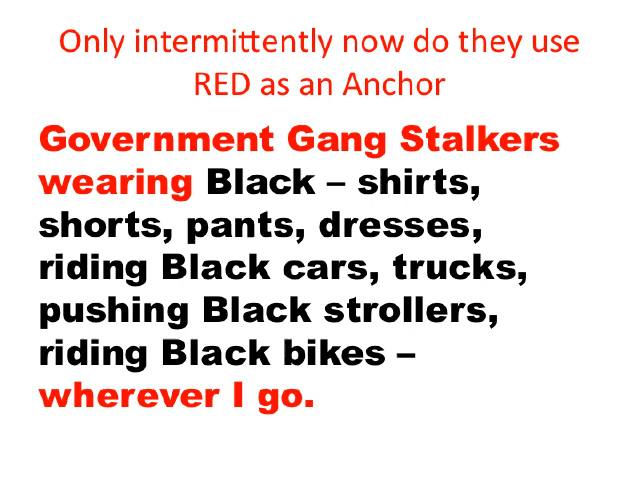 Only intermittently now do they use
RED as an Anchor
Government Gang Stalkers
wearing Black – shirts,
shorts, pants, dresses,
riding Black cars, trucks,
pushing Black strollers,
riding Black bikes –
wherever I go.